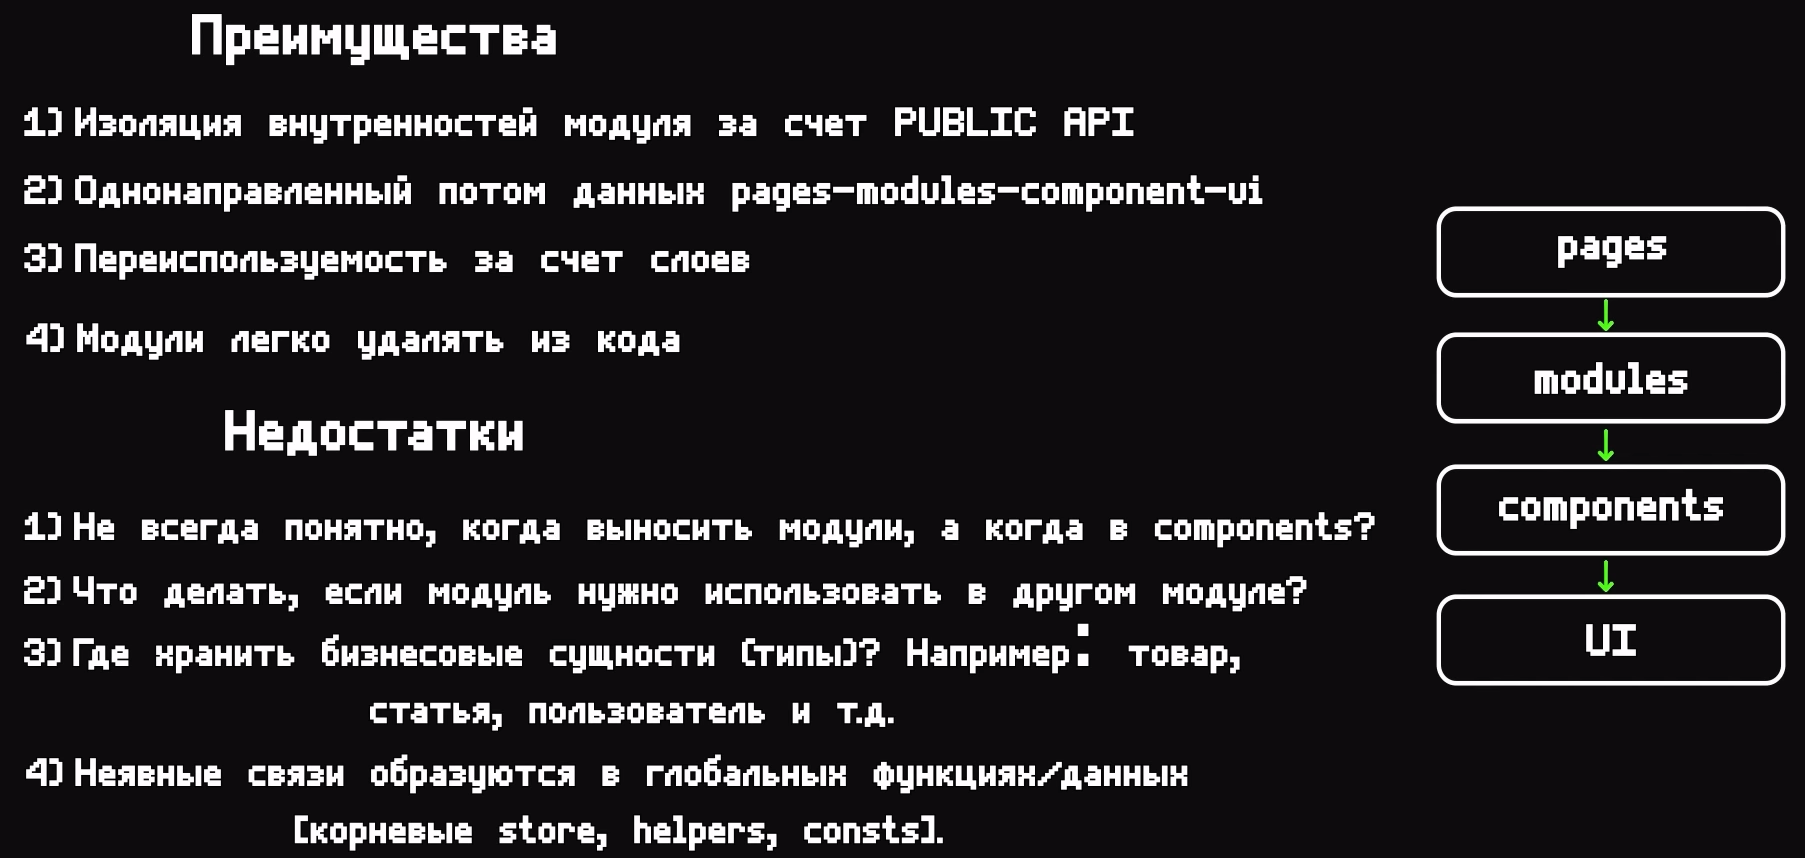 Преимущества
1) Изоляция внутренностей модуля за счет PUBLIC API
2) Однонаправленный потом данных pages-modules-component-ui
3) Переиспользуемость за счет слоев
4) Модули легко удалять из кода
Недостатки
1) Не всегда понятно, когда выносить модули, а когда в components?
2) Что делать, если модуль нужно использовать в другом модуле?
3) Где хранить бизнесовые сущности (типы)? Например: товар,
статья, пользователь и т.д.
4) Неявные связи образуются в глобальных функциях/данных
[корневые store, helpers, consts].
pages
modules
components
UI